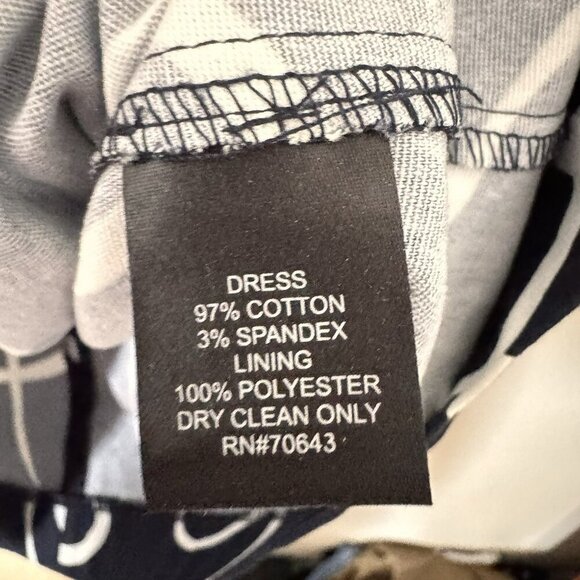 DRESS
97% COTTON
3% SPANDEX
LINING
100% POLYESTER
DRY CLEAN ONLY
RN#70643